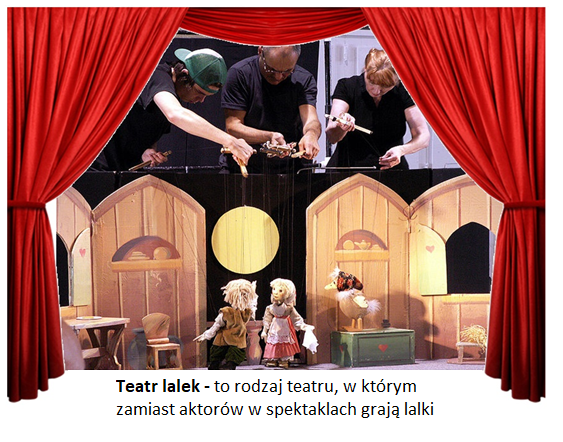 Teatr lalek - to rodzaj teatru, w którym
zamiast aktorów w spektaklach grają lalki